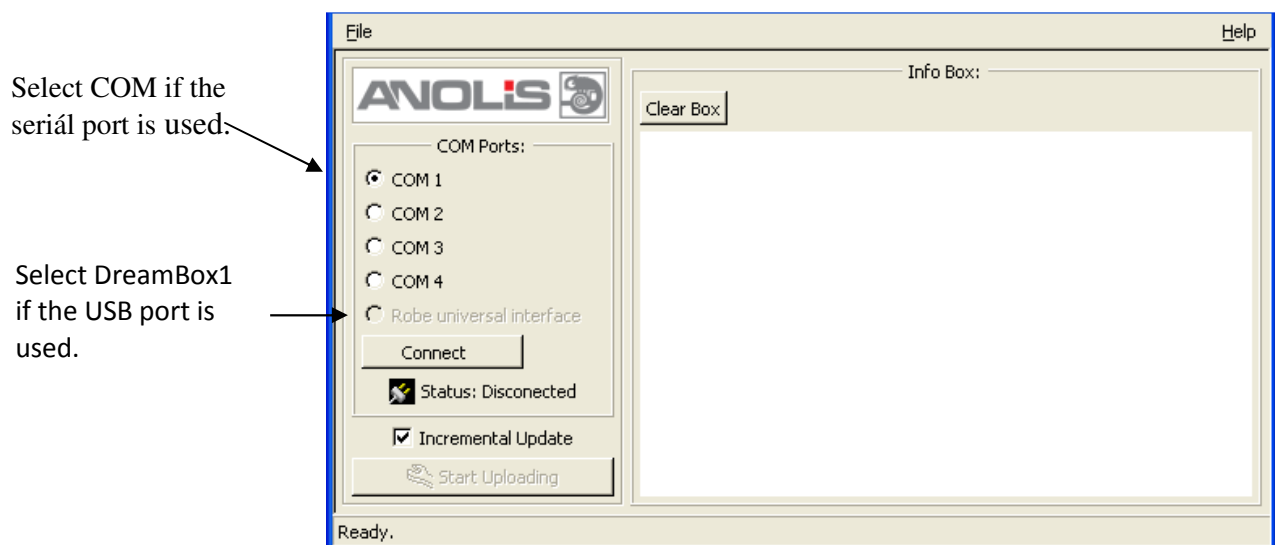 Select COM if the
seriál port is used.
Select DreamBox1
if the USB port is
used.
File Help
ANOLiS
COM Ports:
COM 1
COM 2
COM 3
COM 4
Robe universal interface
Connect
Status: Disconected
Incremental Update
Start Uploading
Info Box:
Clear Box
Ready.